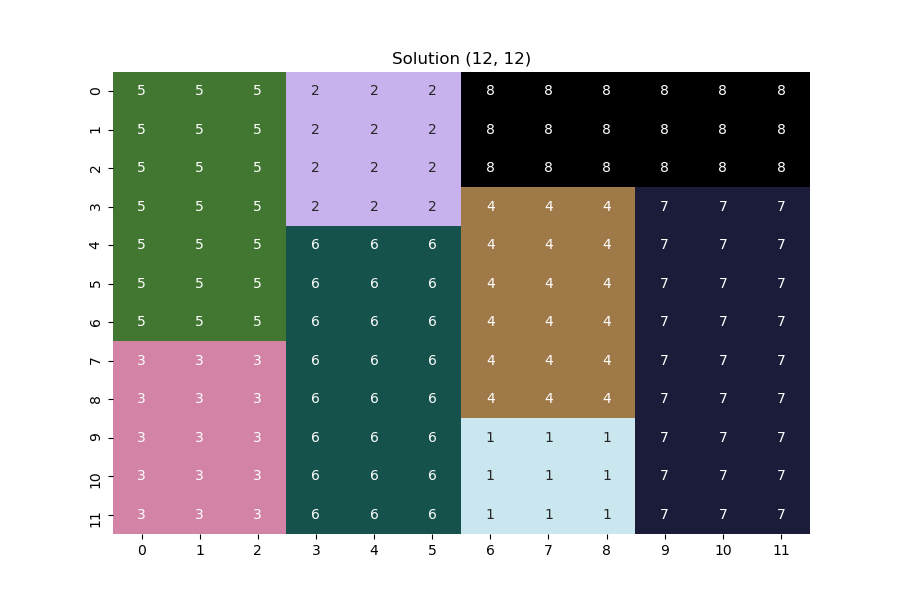 Solution (12, 12)
0 5 5 5 2 2 2 8 8 8 8 8 8
1 5 5 5 2 2 2 8 8 8 8 8 8
2 5 5 5 2 2 2 8 8 8 8 8 8
3 5 5 5 2 2 2 4 4 4 7 7 7
4 5 5 5 6 6 6 4 4 4 7 7 7
5 5 5 5 6 6 6 4 4 4 7 7 7
6 5 5 5 6 6 6 4 4 4 7 7 7
7 3 3 3 6 6 6 4 4 4 7 7 7
8 3 3 3 6 6 6 4 4 4 7 7 7
9 3 3 3 6 6 6 1 1 1 7 7 7
10 3 3 3 6 6 6 1 1 1 7 7 7
11 3 3 3 6 6 6 1 1 1 7 7 7
0 1 2 3 4 5 6 7 8 9 10 11